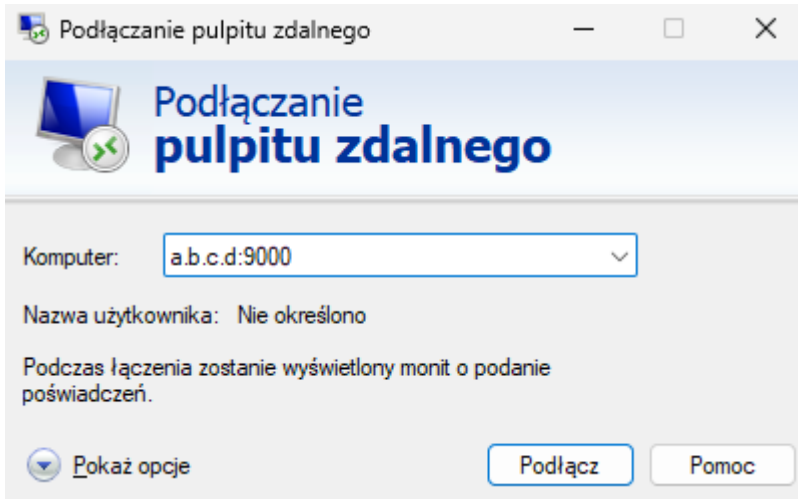 Podłączanie pulpitu zdalnego
Podłączanie
pulpitu zdalnego
Komputer: a.b.c.d:9000
Nazwa użytkownika: Nie określono
Podczas łączenia zostanie wyświetlony monit o podanie
poświadczeń.
Pokaż opcje Podłącz Pomoc